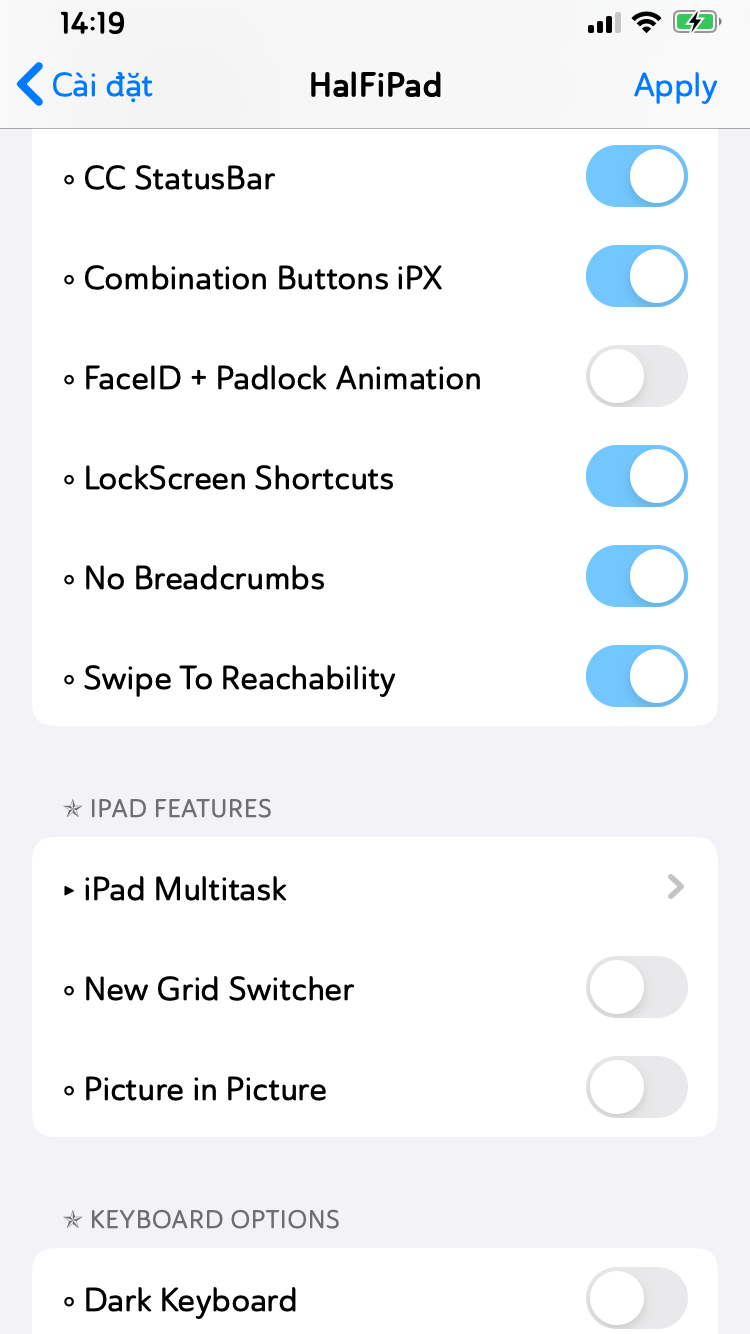 14:19
Cài đặt HalFiPad Apply
∘ CC StatusBar
∘ Combination Buttons iPX
∘ FaceID + Padlock Animation
∘ LockScreen Shortcuts
∘ No Breadcrumbs
∘ Swipe To Reachability
✯ IPAD FEATURES
▸ iPad Multitask
∘ New Grid Switcher
∘ Picture in Picture
✯ KEYBOARD OPTIONS
∘ Dark Keyboard